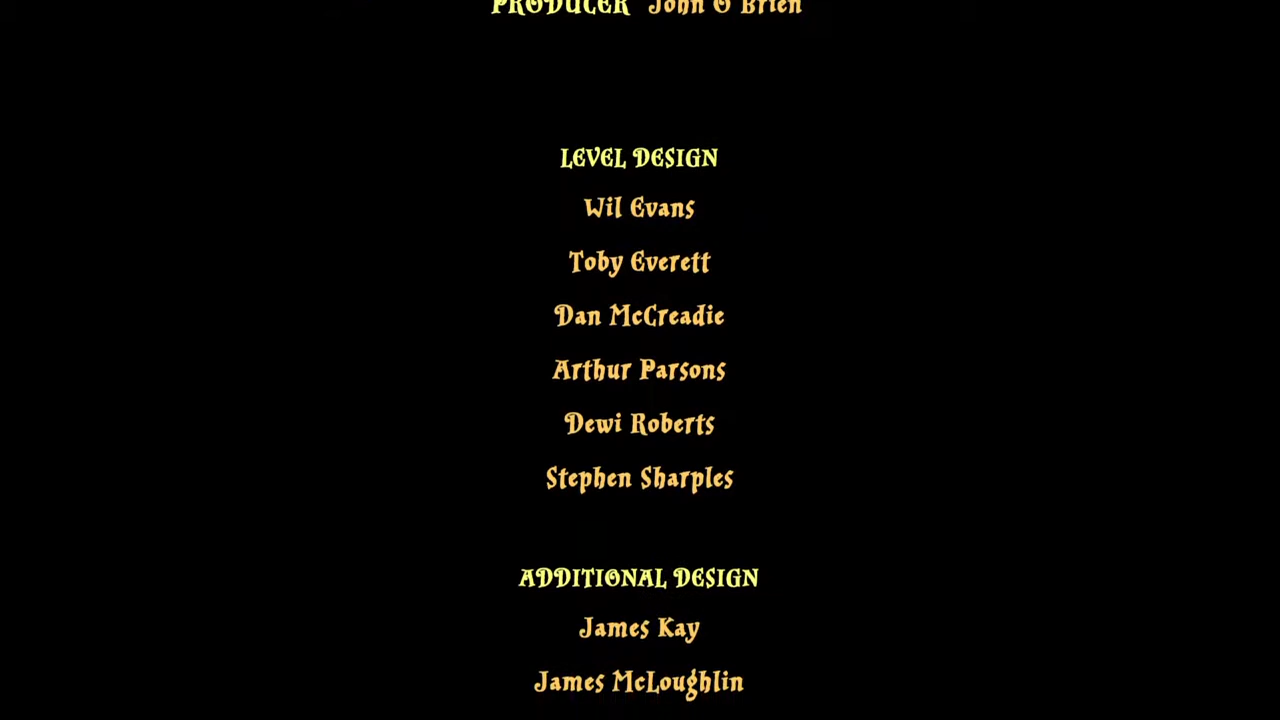 PRODUCER John O'Brien
LEVEL DESIGN
Wil Evans
Toby Everett
Dan McCreadie
Arthur Parsons
Dewi Roberts
Stephen Sharples
ADDITIONAL DESIGN
James Kay
James McLoughlin